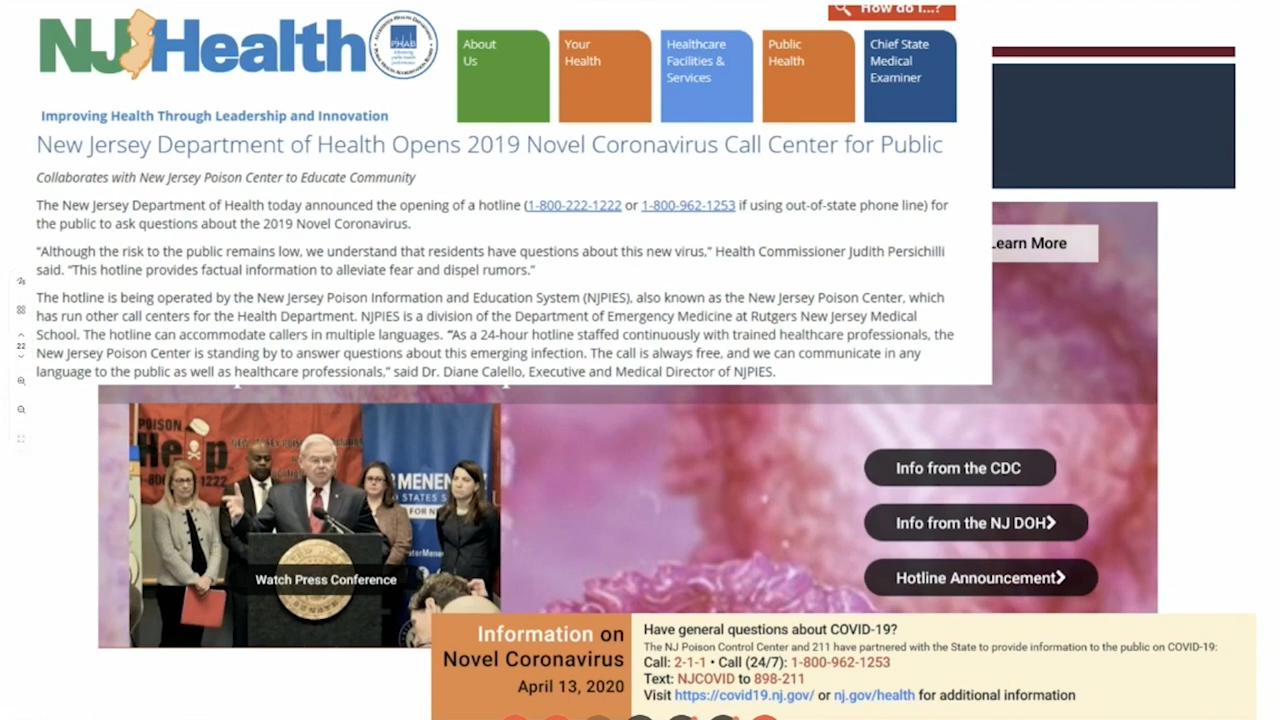 How do I...?
NJ Health
PHAB
About Us
Your Health
Healthcare Facilities & Services
Public Health
Chief State Medical Examiner
Improving Health Through Leadership and Innovation
New Jersey Department of Health Opens 2019 Novel Coronavirus Call Center for Public
Collaborates with New Jersey Poison Center to Educate Community
The New Jersey Department of Health today announced the opening of a hotline (1-800-222-1222 or 1-800-962-1253 if using out-of-state phone line) for
the public to ask questions about the 2019 Novel Coronavirus.
“Although the risk to the public remains low, we understand that residents have questions about this new virus,” Health Commissioner Judith Persichilli
said. “This hotline provides factual information to alleviate fear and dispel rumors.”
The hotline is being operated by the New Jersey Poison Information and Education System (NJPIES), also known as the New Jersey Poison Center, which
has run other call centers for the Health Department. NJPIES is a division of the Department of Emergency Medicine at Rutgers New Jersey Medical
School. The hotline can accommodate callers in multiple languages. “As a 24-hour hotline staffed continuously with trained healthcare professionals, the
New Jersey Poison Center is standing by to answer questions about this emerging infection. The call is always free, and we can communicate in any
language to the public as well as healthcare professionals,” said Dr. Diane Calello, Executive and Medical Director of NJPIES.
Learn More
22
POISON
Help
1222
MENEN
Watch Press Conference
Info from the CDC
Info from the NJ DOH
Hotline Announcement
Information on
Novel Coronavirus
April 13, 2020
Have general questions about COVID-19?
The NJ Poison Control Center and 211 have partnered with the State to provide information to the public on COVID-19:
Call: 2-1-1 • Call (24/7): 1-800-962-1253
Text: NJCOVID to 898-211
Visit https://covid19.nj.gov/ or nj.gov/health for additional information